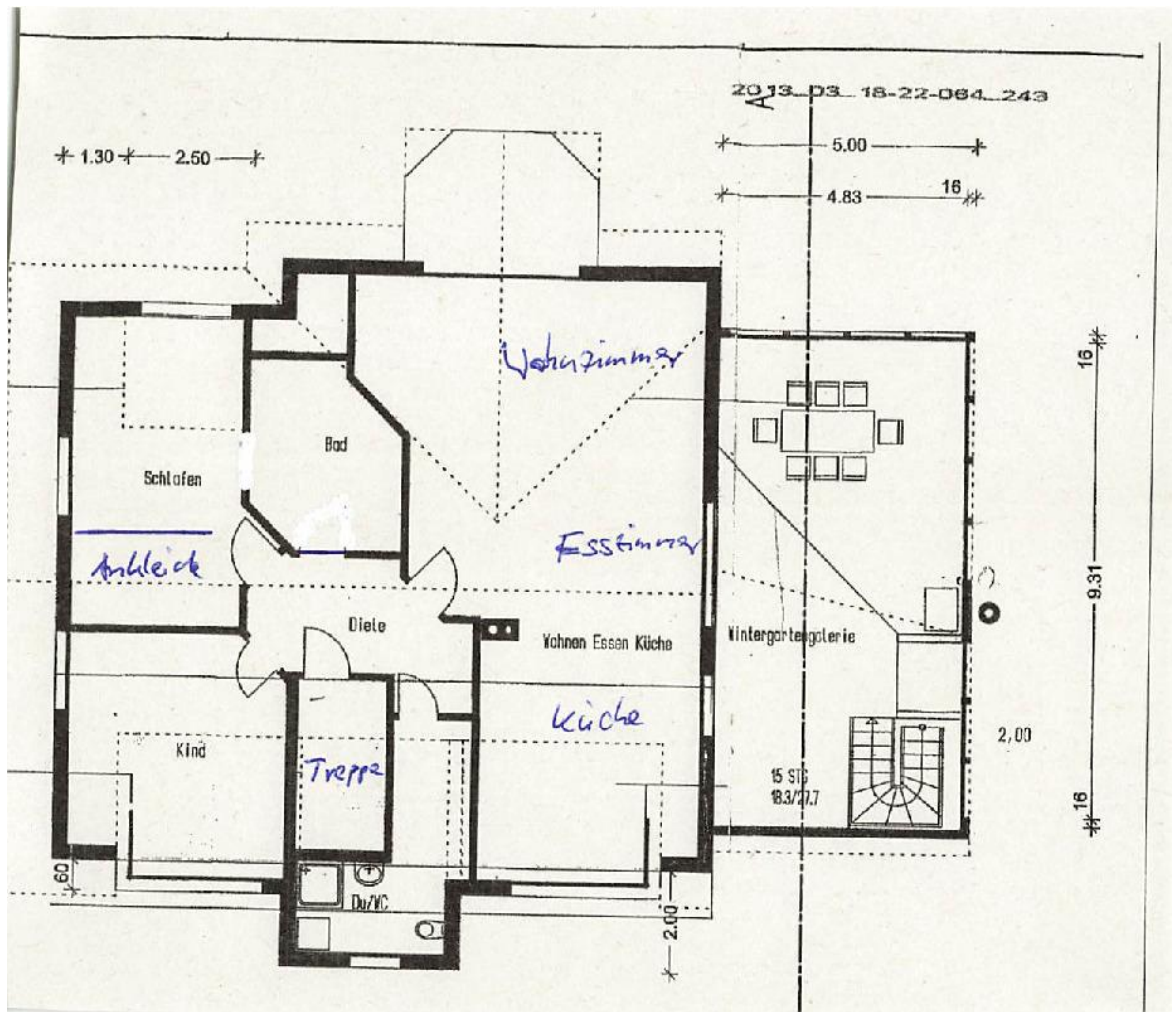 2013_03_18-22-064_243
A
1.30
2.60
5.00
4.83
16
Wohnzimmer
16
Bad
Schlafen
Ankleide
Esszimmer
9.31
Diele
Wohnen Essen Küche
Wintergartengalerie
Küche
Kind
Treppe
2,00
15 STG
18.3/27.7
16
60
Du/WC
2.00